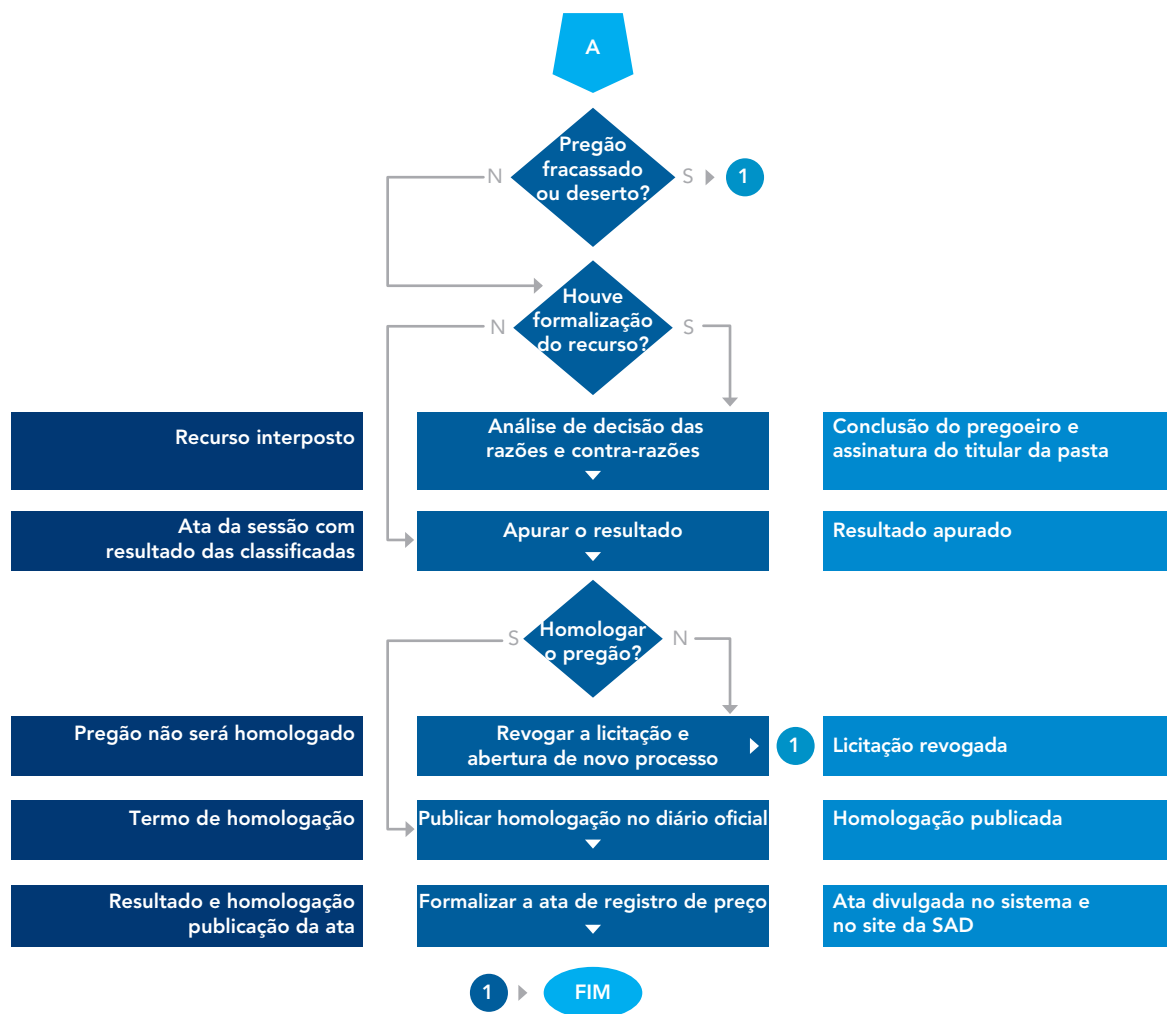 A
Pregão
fracassado
ou deserto?
N
S
1
Houve
formalização
do recurso?
N
S
Recurso interposto
Análise de decisão das
razões e contra-razões
Conclusão do pregoeiro e
assinatura do titular da pasta
Ata da sessão com
resultado das classificadas
Apurar o resultado
Resultado apurado
Homologar
o pregão?
S
N
Pregão não será homologado
Revogar a licitação e
abertura de novo processo
1
Licitação revogada
Termo de homologação
Publicar homologação no diário oficial
Homologação publicada
Resultado e homologação
publicação da ata
Formalizar a ata de registro de preço
Ata divulgada no sistema e
no site da SAD
1
FIM